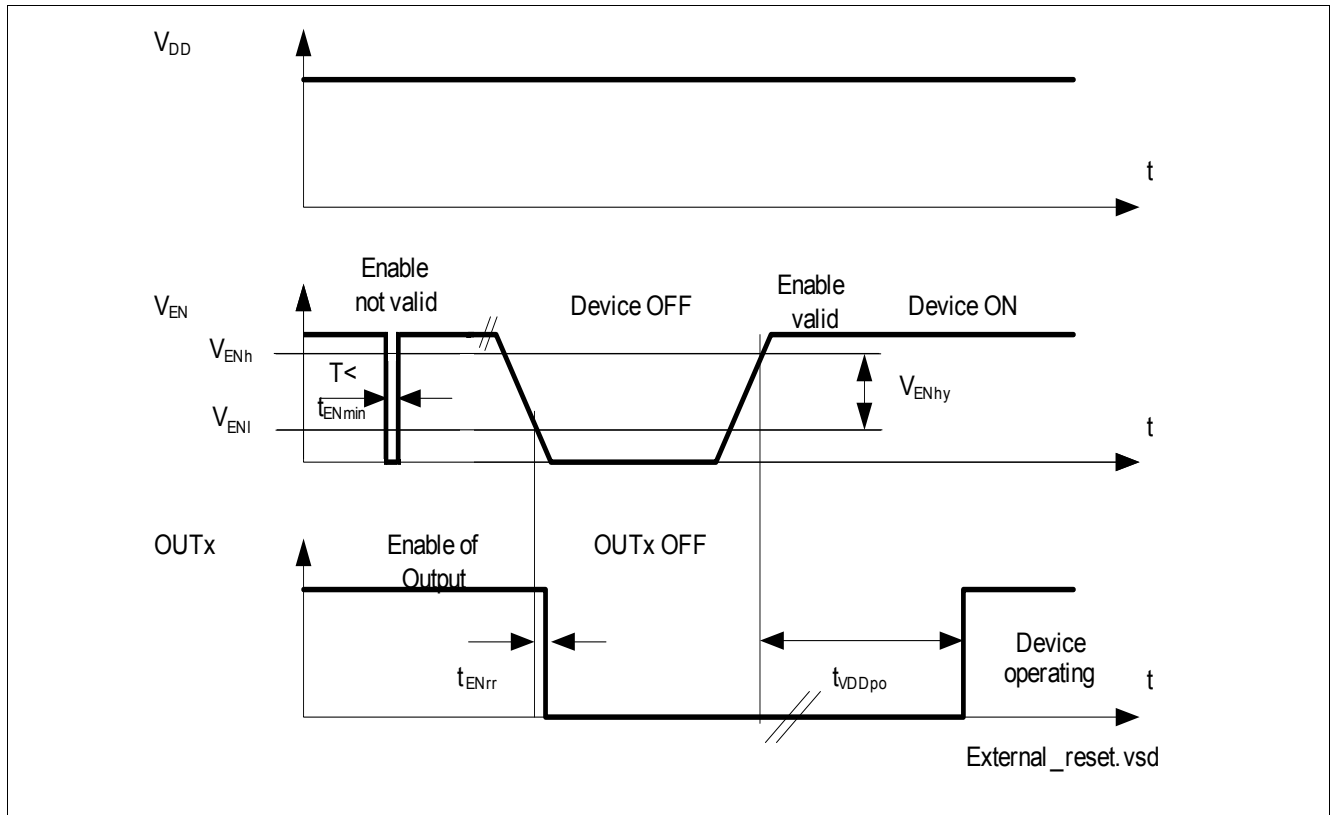 VDD
t
Enable
not valid
VEN
Device OFF
Enable
valid
Device ON
VENh
T<
tENmin
VENl
VENhy
t
OUTx
Enable of
Output
OUTx OFF
tENrr
tVDDpo
Device
operating
t
External_reset.vsd